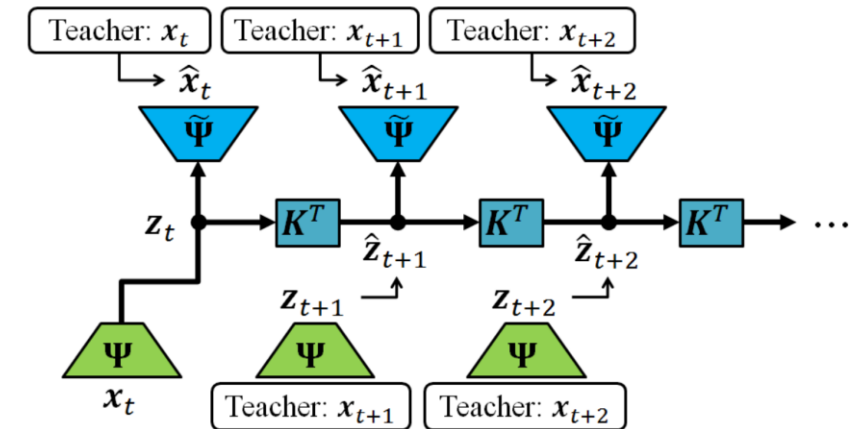 Teacher: x_t Teacher: x_{t+1} Teacher: x_{t+2}
x̂_t x̂_{t+1} x̂_{t+2}
Ψ̃ Ψ̃ Ψ̃
z_t K^T K^T K^T ...
ẑ_{t+1} ẑ_{t+2}
z_{t+1} z_{t+2}
Ψ Ψ Ψ
x_t Teacher: x_{t+1} Teacher: x_{t+2}